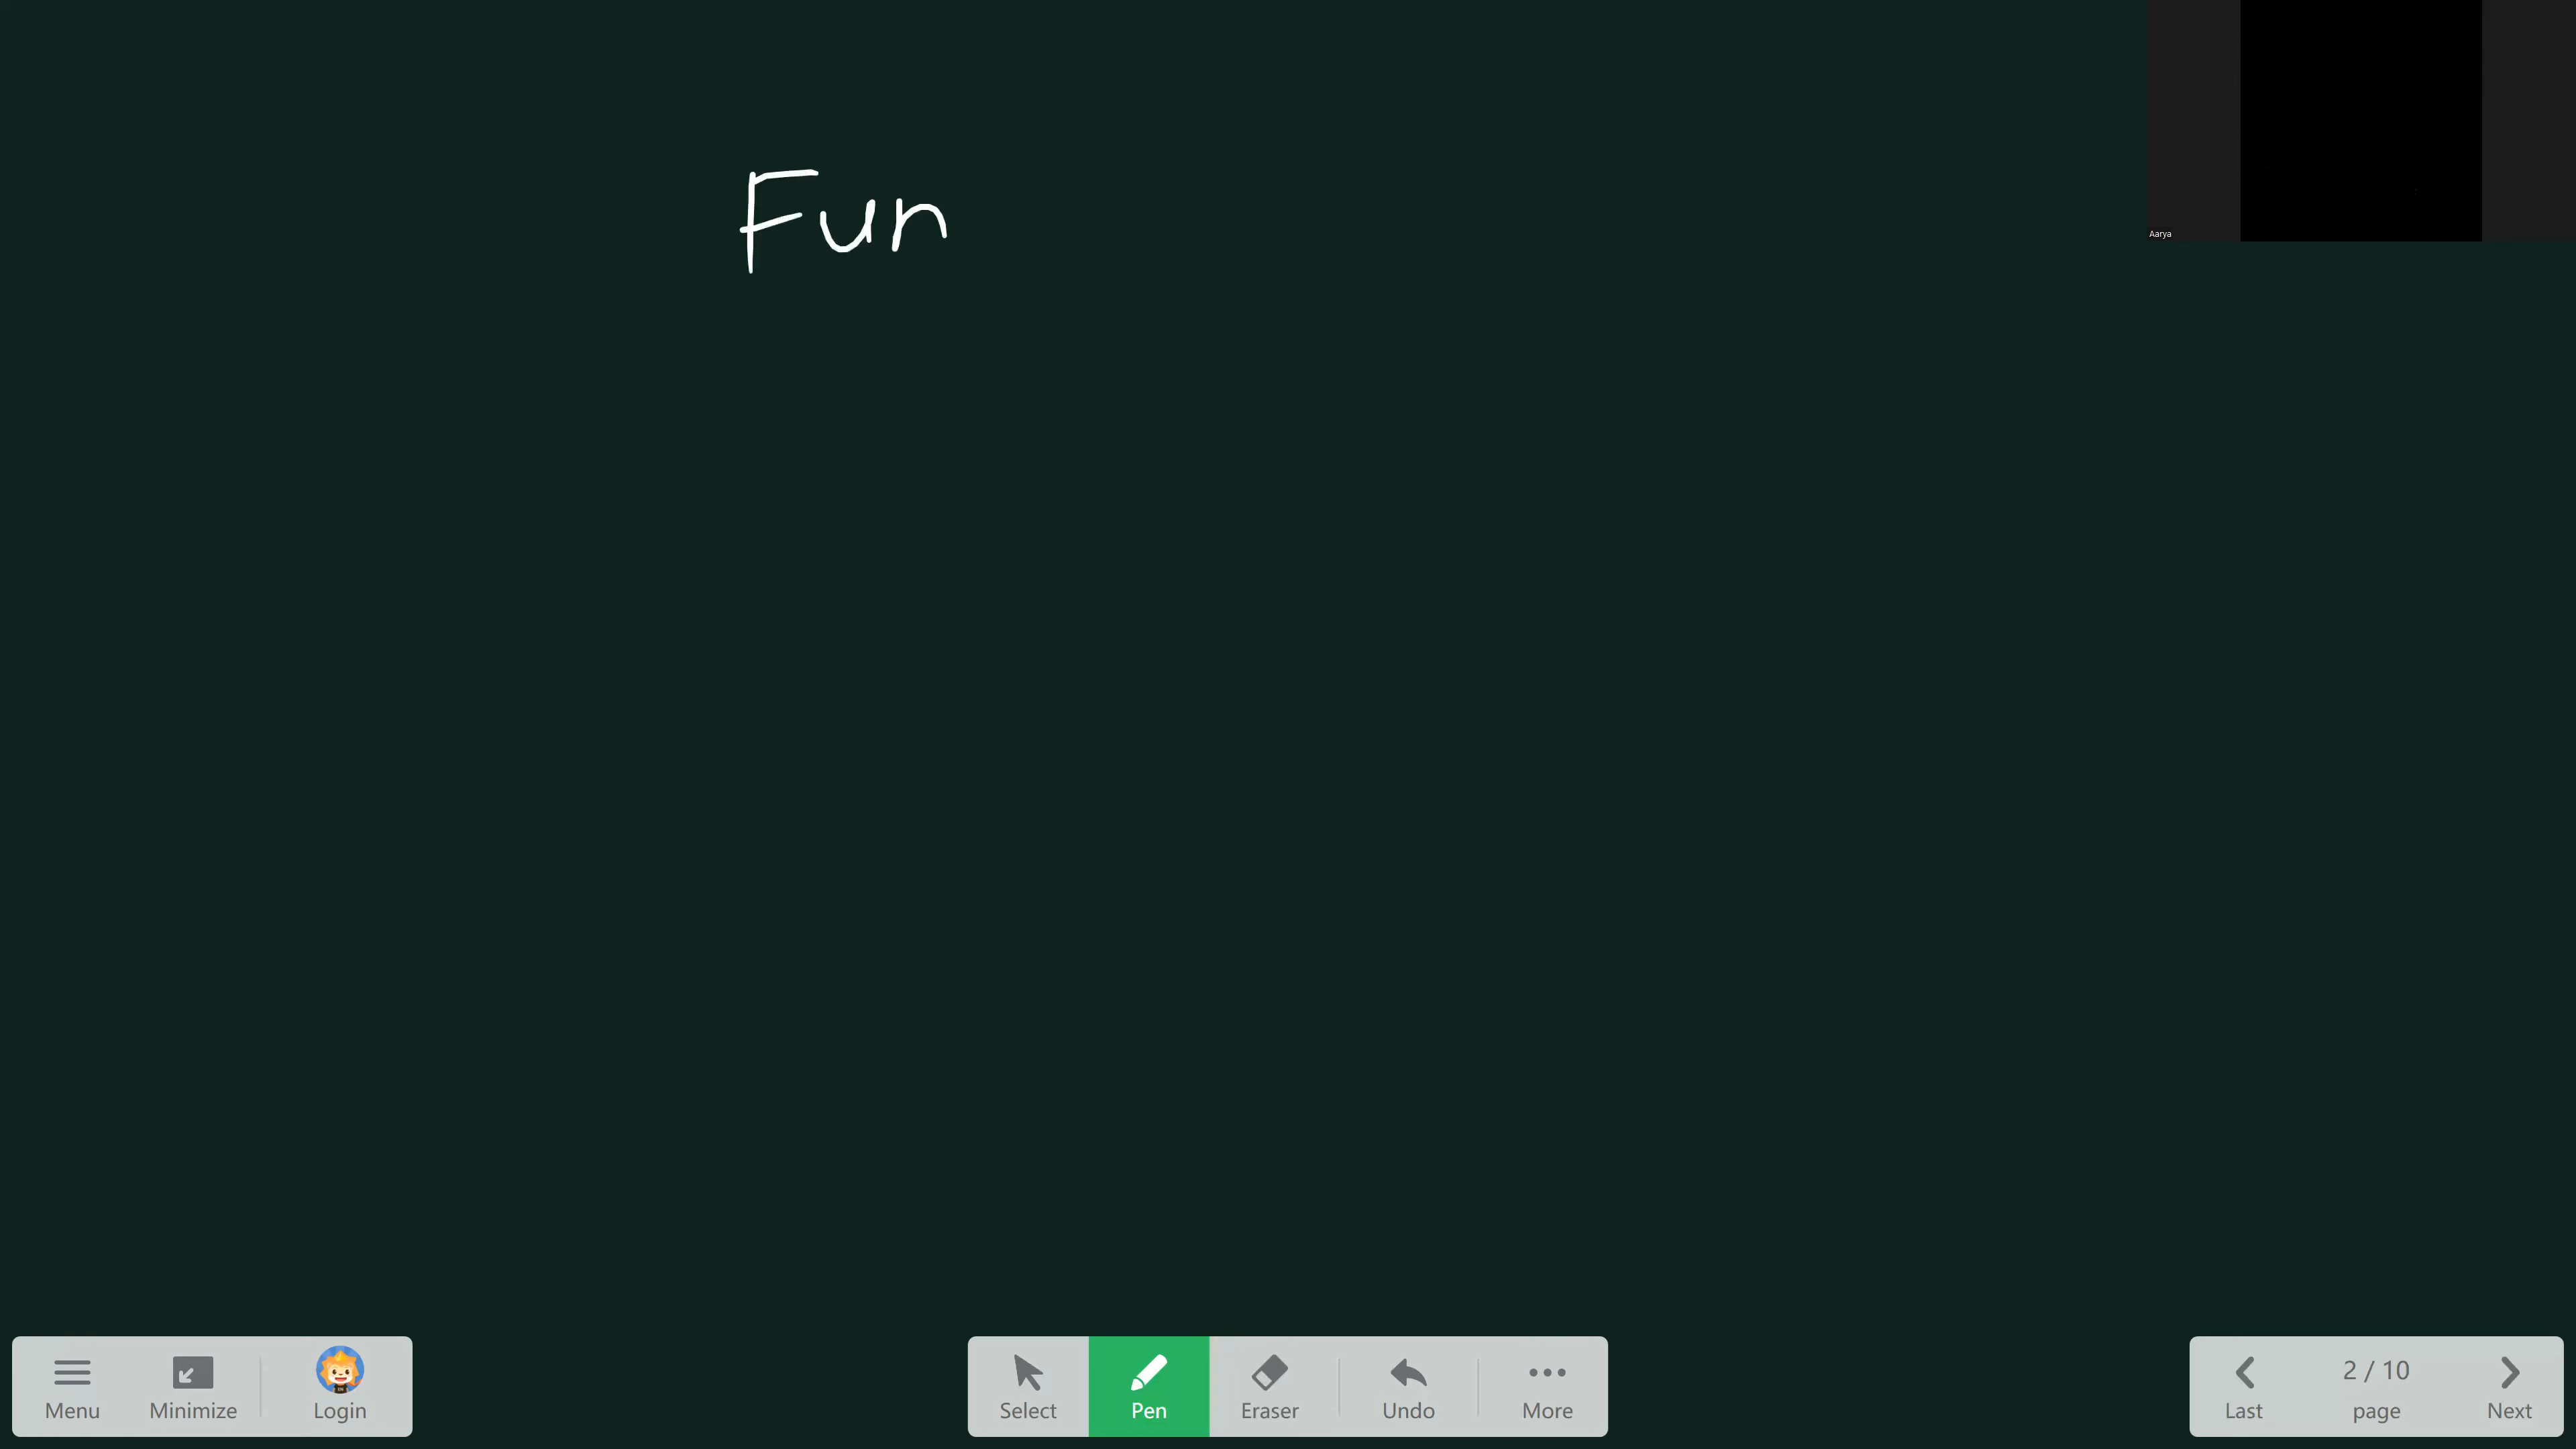 Fun
Aarya
Menu Minimize Login Select Pen Eraser Undo More Last 2 / 10 page Next